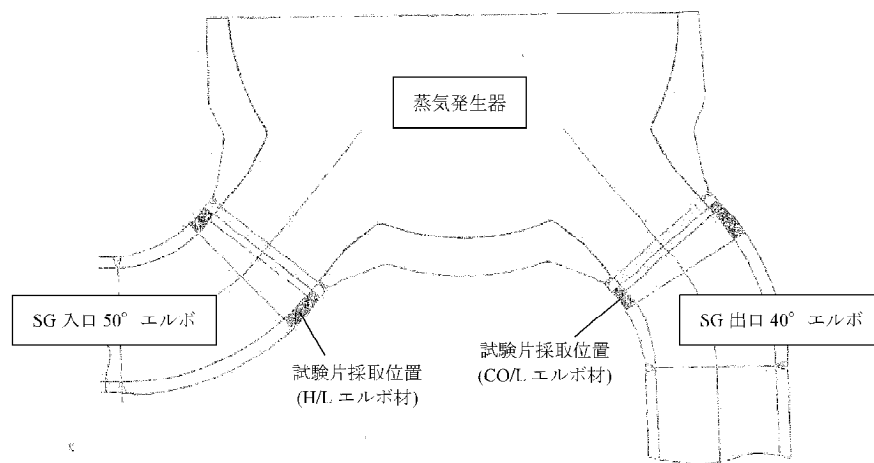 蒸気発生器
SG 入口 50° エルボ
SG 出口 40° エルボ
試験片採取位置
(H/L エルボ材)
試験片採取位置
(CO/L エルボ材)